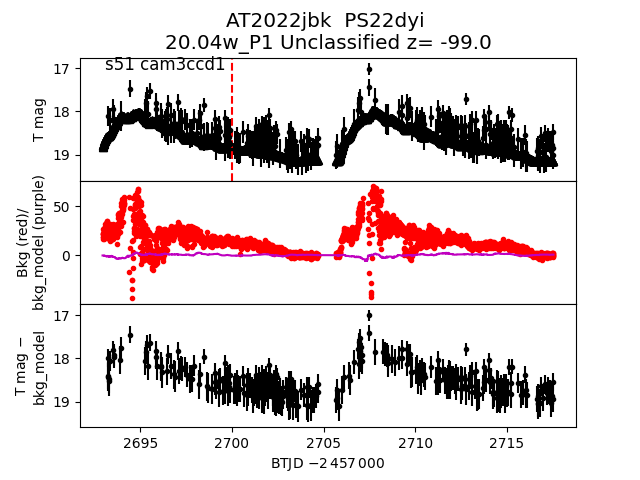 AT2022jbk  PS22dyi
20.04w_P1 Unclassified z= -99.0
s51 cam3ccd1
17
18
19
T mag
50
0
Bkg (red)/
bkg_model (purple)
17
18
19
T mag −
bkg_model
2695 2700 2705 2710 2715
BTJD −2 457 000